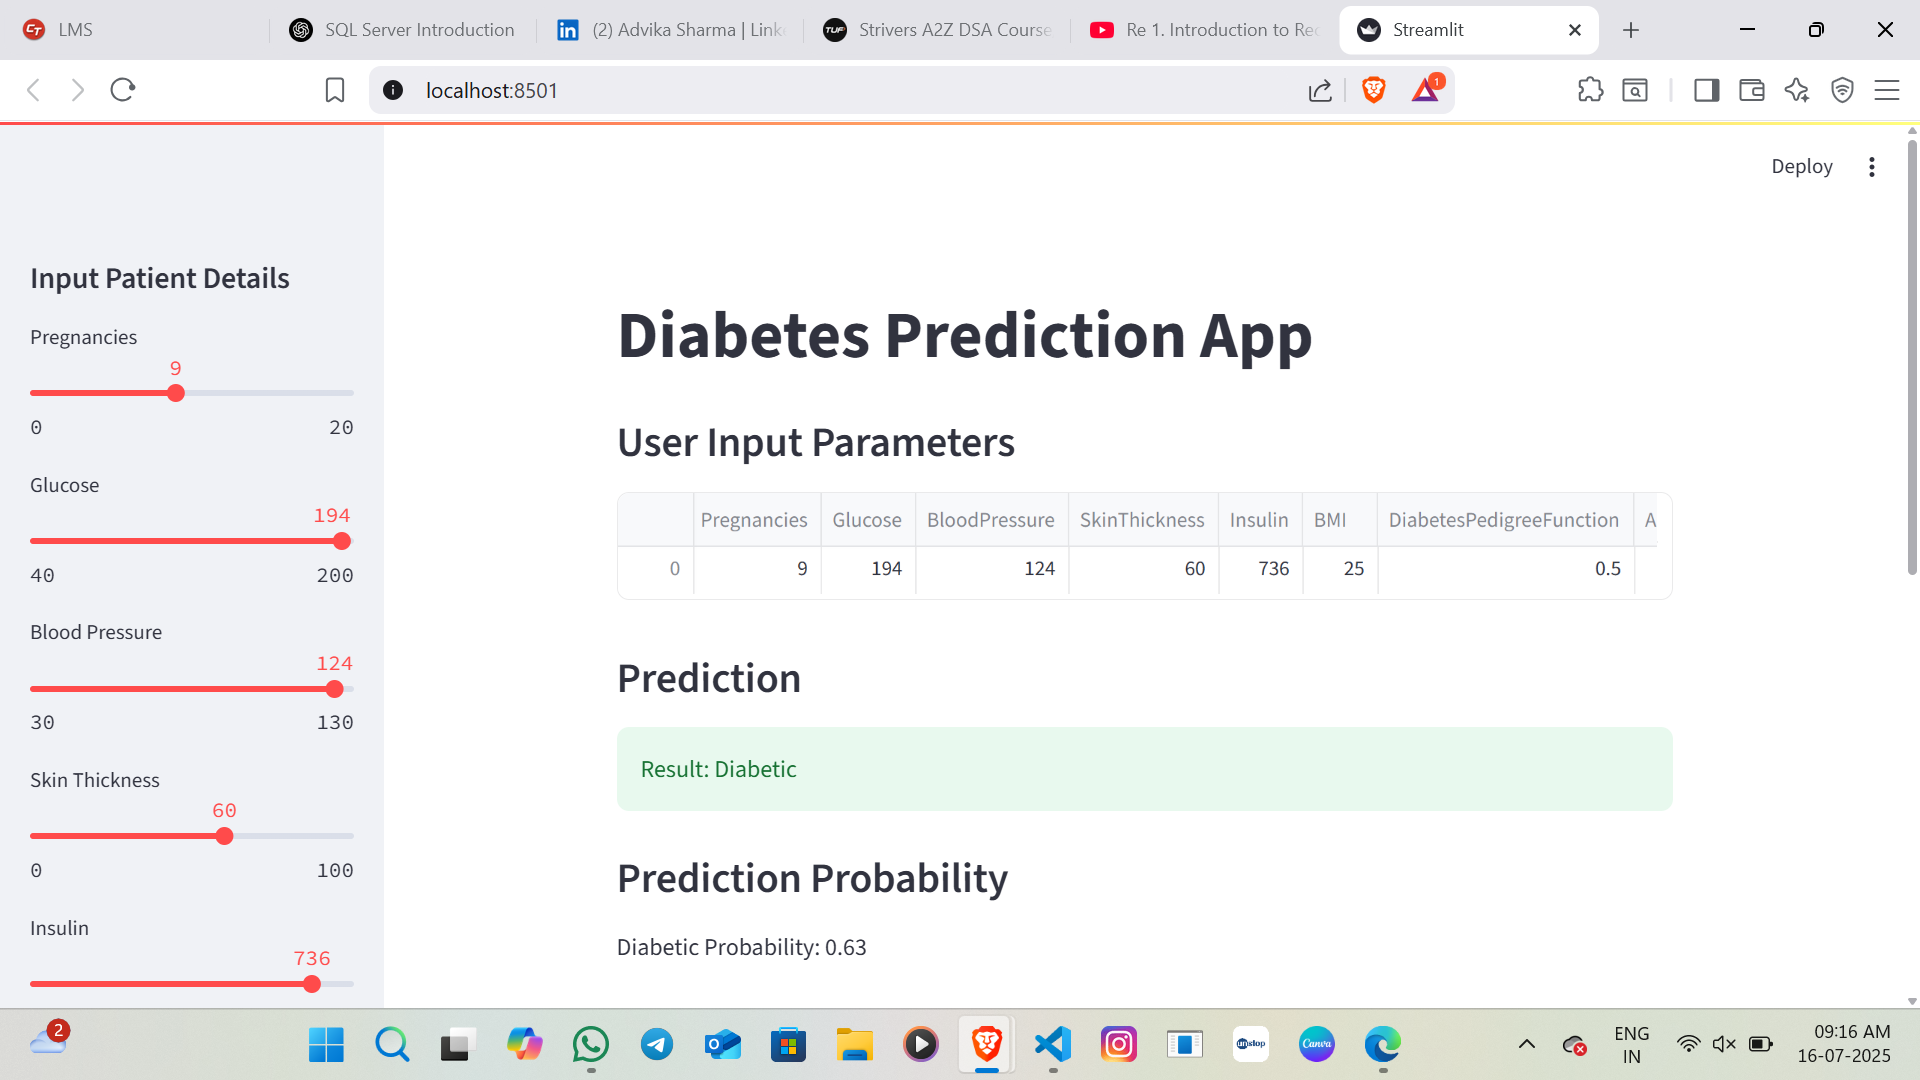 LMS
SQL Server Introduction
(2) Advika Sharma | Link
Strivers A2Z DSA Course
Re 1. Introduction to Rec
Streamlit
localhost:8501
1
Deploy
Input Patient Details
Pregnancies
9
0 20
Glucose
194
40 200
Blood Pressure
124
30 130
Skin Thickness
60
0 100
Insulin
736
Diabetes Prediction App
User Input Parameters
Pregnancies Glucose BloodPressure SkinThickness Insulin BMI DiabetesPedigreeFunction A
0 9 194 124 60 736 25 0.5
Prediction
Result: Diabetic
Prediction Probability
Diabetic Probability: 0.63
2
unstop
Canva
ENG
IN
09:16 AM
16-07-2025